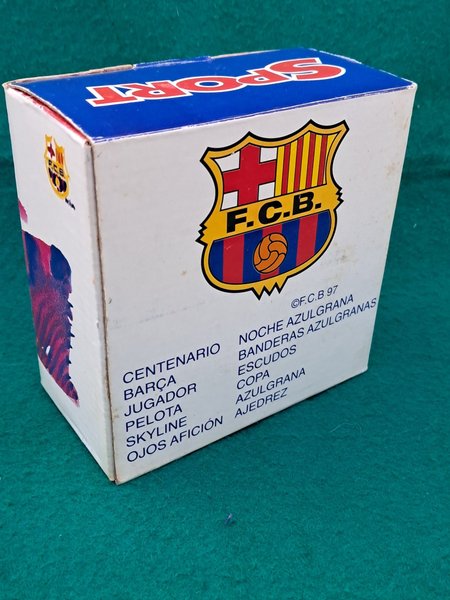 SPORT
F.C.B.
©F.C.B 97
CENTENARIO
BARÇA
JUGADOR
PELOTA
SKYLINE
OJOS AFICIÓN
NOCHE AZULGRANA
BANDERAS AZULGRANAS
ESCUDOS
COPA
AZULGRANA
AJEDREZ